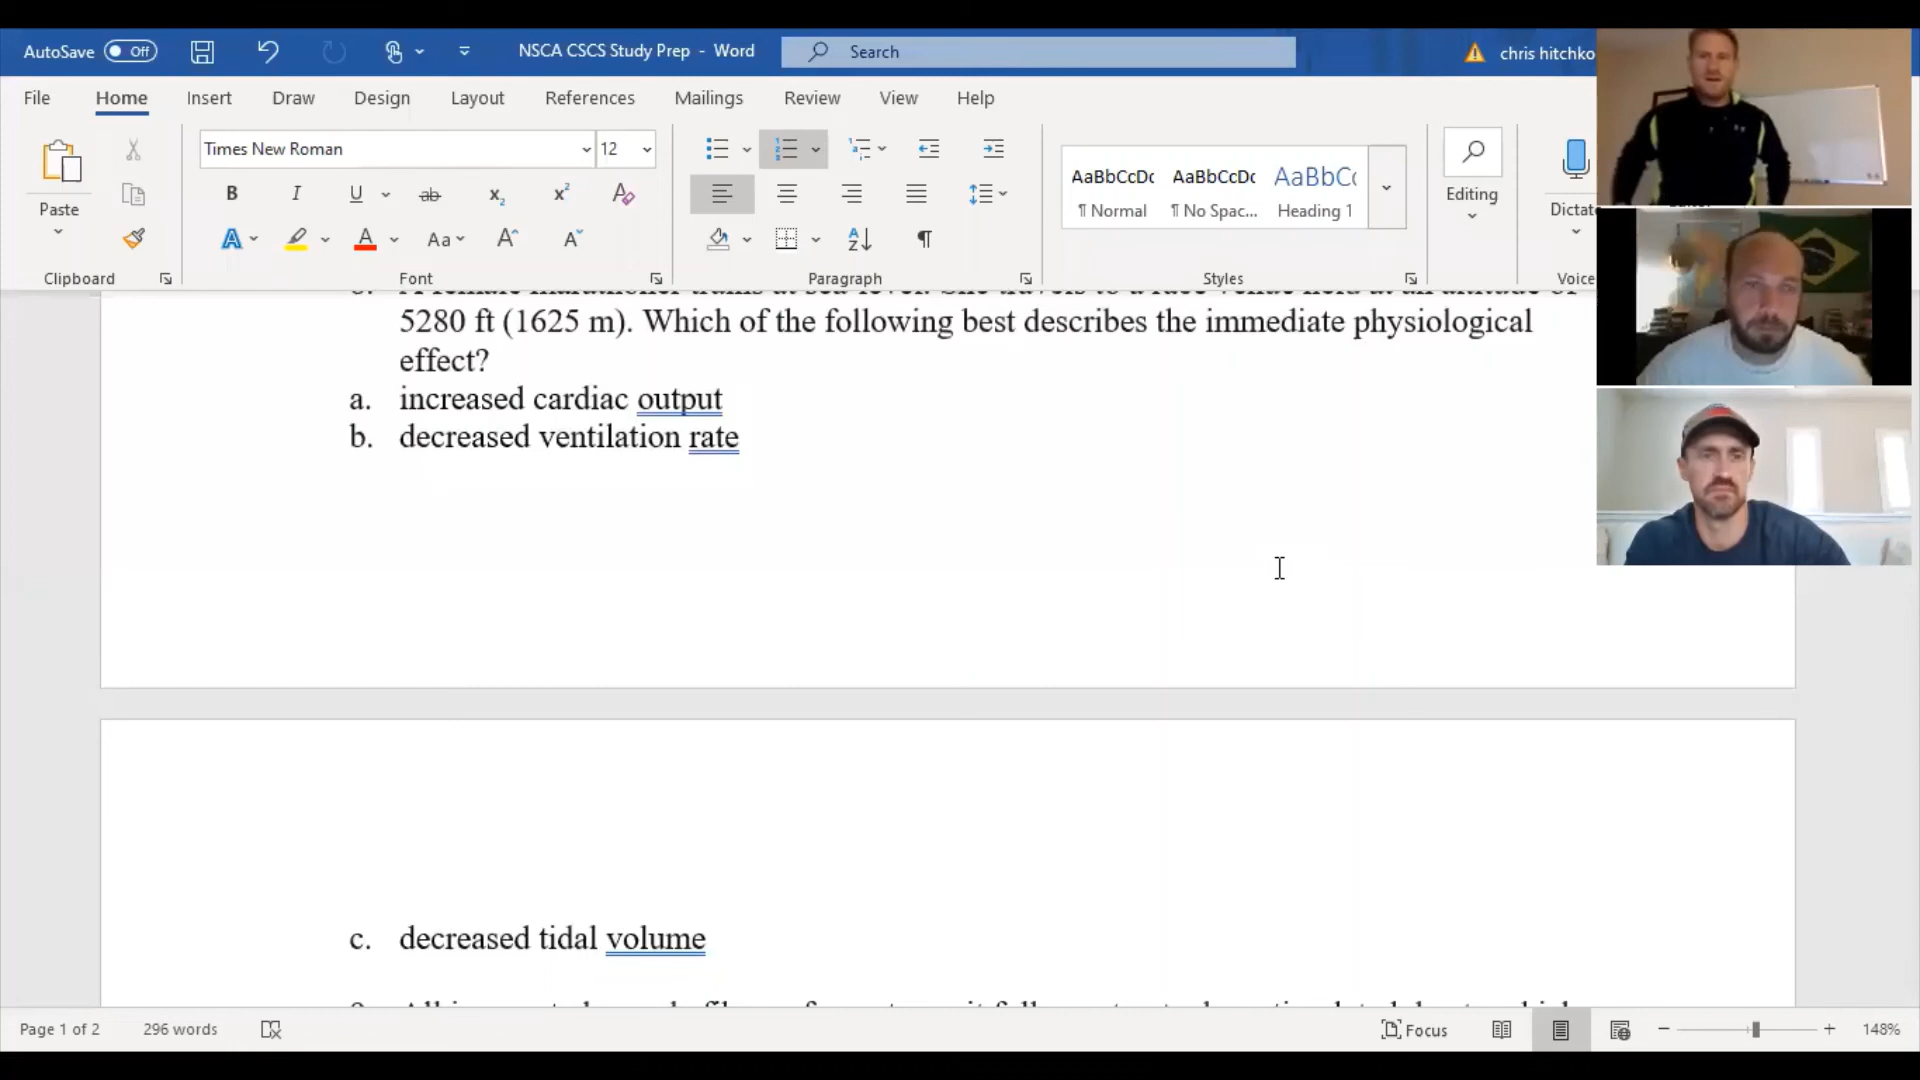 AutoSave Off NSCA CSCS Study Prep - Word Search chris hitchko
File Home Insert Draw Design Layout References Mailings Review View Help
Times New Roman 12
AaBbCcDc AaBbCcDc AaBbCc
Paste ¶ Normal ¶ No Spac... Heading 1 Editing Dictate
Clipboard Font Paragraph Styles Voice
5280 ft (1625 m). Which of the following best describes the immediate physiological
effect?
a. increased cardiac output
b. decreased ventilation rate
c. decreased tidal volume
Page 1 of 2 296 words Focus 148%